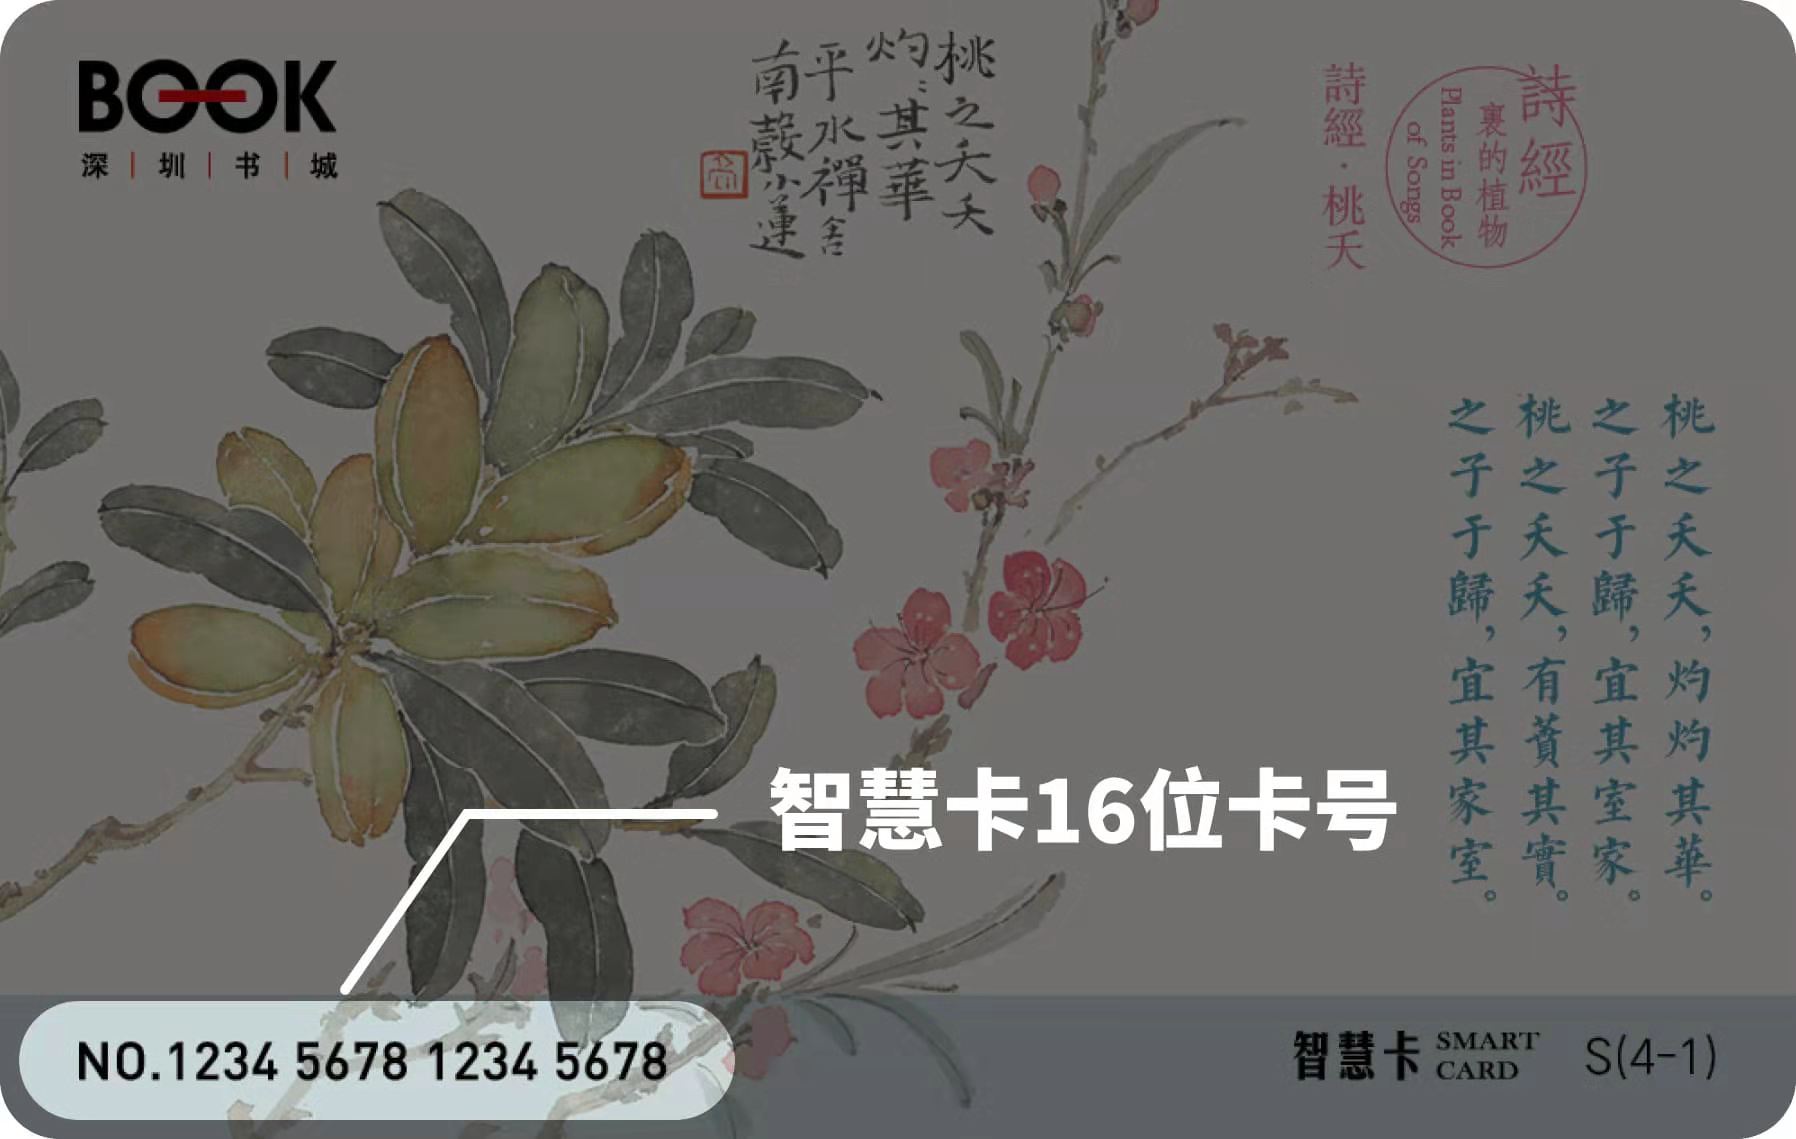 BOOK
深圳书城
桃之夭夭
灼灼其華
平水禪舍
南穀小蓮
詩經
裏的植物
Plants in Book
of Songs
詩經·桃夭
桃之夭夭，灼灼其華。
之子于歸，宜其室家。
桃之夭夭，有蕡其實。
之子于歸，宜其家室。
智慧卡16位卡号
NO.1234 5678 1234 5678
智慧卡 SMART CARD S(4-1)